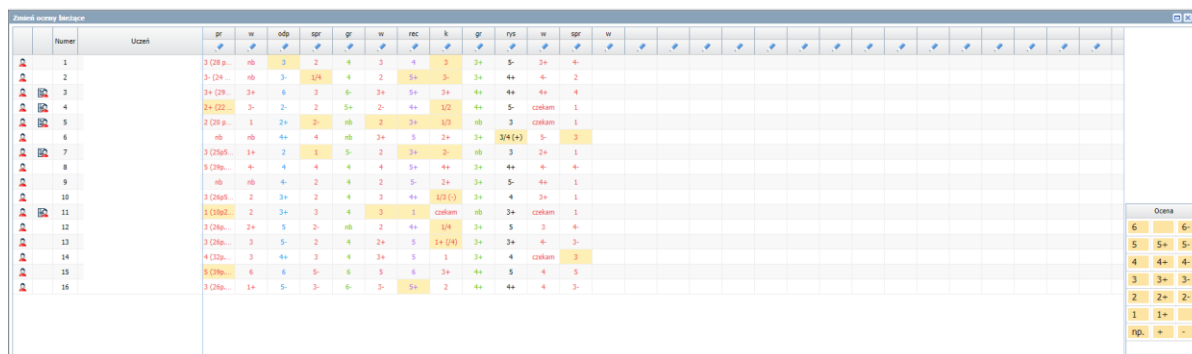 Zmień oceny bieżące
Numer Uczeń pr w odp spr gr w rec k gr rys w spr w
1 3 (28 p... nb 3 2 4 3 4 3 3+ 5- 3+ 4-
2 3- (24 ... nb 3- 1/4 4 2 5+ 3- 3+ 4+ 4- 2
3 3+ (29... 3+ 6 3 6- 3+ 5+ 3+ 4+ 4+ 4+ 4
4 2+ (22 ... 3- 2- 2 5+ 2- 4+ 1/2 4+ 5- czekam 1
5 2 (20 p... 1 2+ 2- nb 2 3+ 1/3 nb 3 czekam 1
6 nb nb 4+ 4 nb 3+ 5 2+ 3+ 3/4 (+) 5- 3
7 3 (25p5... 1+ 2 1 5- 2 3+ 2- nb 3 2+ 1
8 5 (39p... 4- 4 4 4 4 5+ 4+ 3+ 4+ 4- 4-
9 nb nb 4- 2 4 2 5- 2+ 3+ 5- 4+ 1
10 3 (26p5... 2 3+ 2 4 3 4+ 1/3 (-) 3+ 4 3+ 1
11 1 (10p2... 2 3+ 3 4 3 1 czekam nb 3+ czekam 1
12 3 (26p... 2+ 5 2- nb 2 4+ 1/4 3+ 5 3 4-
13 3 (26p... 3 5- 2 4 2+ 5 1+ (/4) 3+ 3+ 4- 3-
14 4 (32p... 3 4+ 3 4 3+ 5 1 3+ 4 czekam 3
15 5 (39p... 6 6 5- 6 5 6 3+ 4+ 5 4 5
16 3 (26p... 1+ 5- 3- 6- 3- 5+ 2 4+ 4+ 4 3-
Ocena
6 6-
5 5+ 5-
4 4+ 4-
3 3+ 3-
2 2+ 2-
1 1+
np. + -